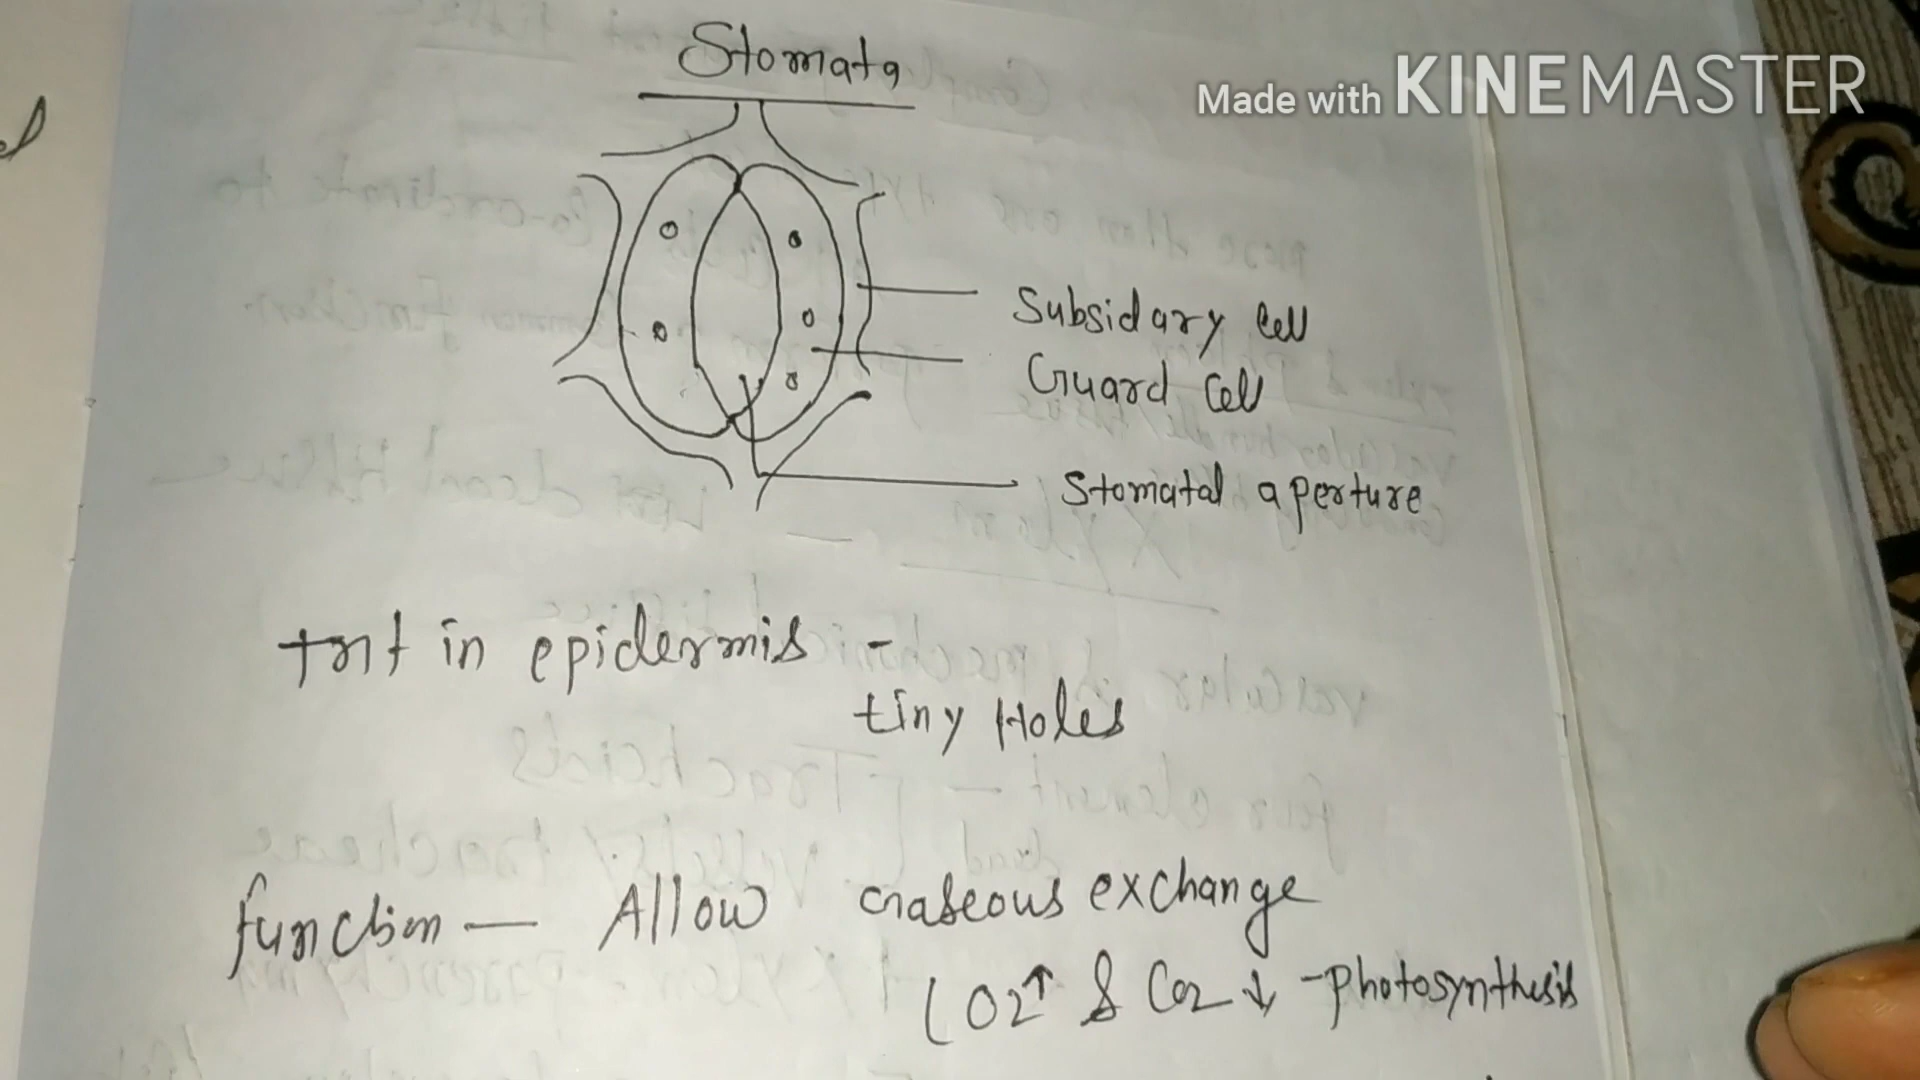 Stomata
Made with KINEMASTER
Subsidary Cell
Guard Cell
Stomatal aperture
in epidermis -
tiny Holes
function — Allow Gaseous exchange
( O2↑ & CO2 ↓ - photosynthesis